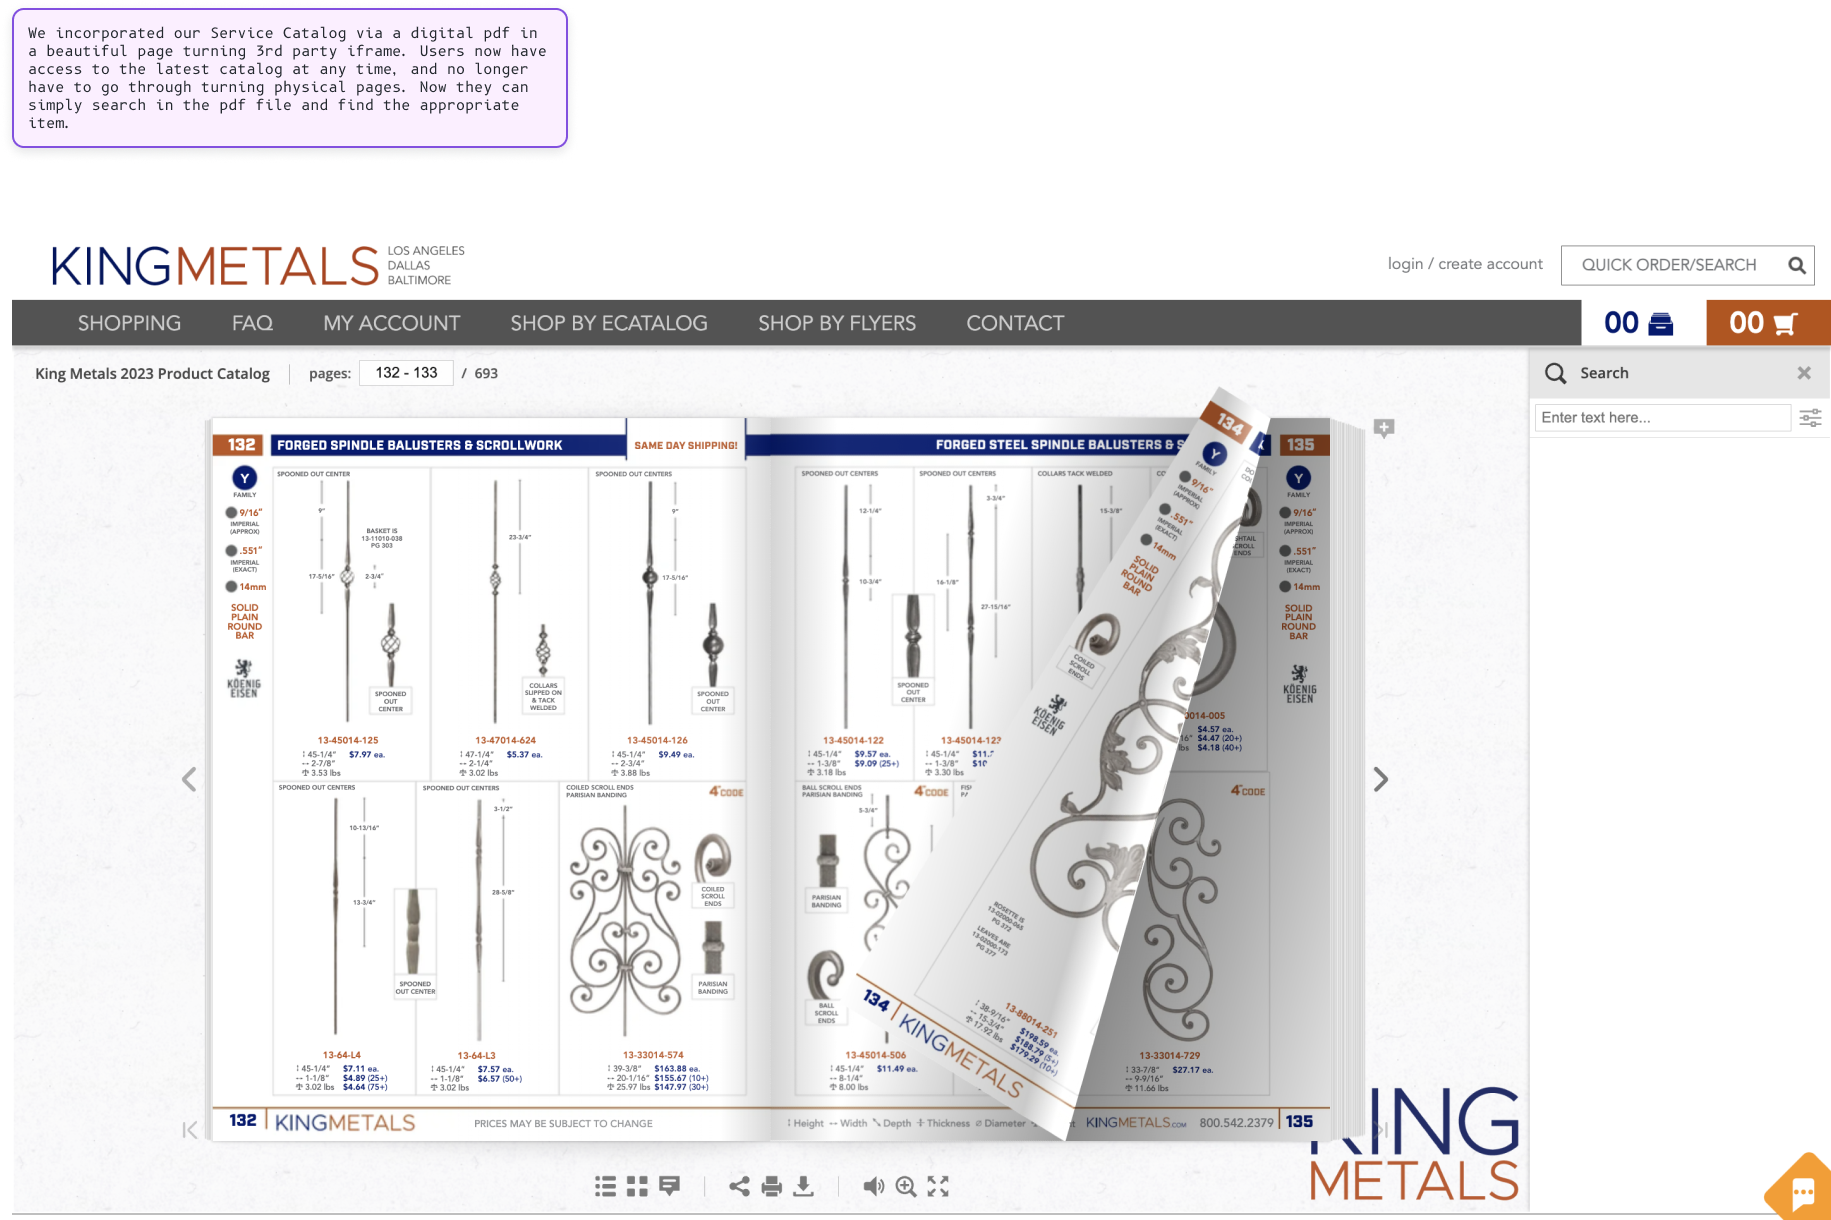 We incorporated our Service Catalog via a digital pdf in
a beautiful page turning 3rd party iframe. Users now have
access to the latest catalog at any time, and no longer
have to go through turning physical pages. Now they can
simply search in the pdf file and find the appropriate
item.
KINGMETALS
LOS ANGELES
DALLAS
BALTIMORE
login / create account
QUICK ORDER/SEARCH
SHOPPING
FAQ
MY ACCOUNT
SHOP BY ECATALOG
SHOP BY FLYERS
CONTACT
00
00
King Metals 2023 Product Catalog
pages:
132 - 133
/ 693
Search
Enter text here...
132
FORGED SPINDLE BALUSTERS & SCROLLWORK
SAME DAY SHIPPING!
Y
FAMILY
9/16"
IMPERIAL
(APPROX)
.551"
IMPERIAL
(EXACT)
14mm
SOLID
PLAIN
ROUND
BAR
KÖENIG
EISEN
SPOONED OUT CENTER
9"
BASKET IS
13-11010-038
PG 303
17-5/16"
2-3/4"
SPOONED
OUT
CENTER
13-45014-125
45-1/4" $7.97 ea.
2-7/8"
3.53 lbs
23-3/4"
COLLARS
SLIPPED ON
& TACK
WELDED
13-47014-624
47-1/4" $5.37 ea.
2-1/4"
3.02 lbs
SPOONED OUT CENTERS
9"
17-5/16"
SPOONED
OUT
CENTER
13-45014-126
45-1/4" $9.49 ea.
2-3/4"
3.88 lbs
SPOONED OUT CENTERS
10-13/16"
13-3/4"
SPOONED
OUT CENTER
13-64-L4
45-1/4" $7.11 ea.
1-1/8" $4.89 (25+)
3.02 lbs $4.64 (75+)
SPOONED OUT CENTERS
3-1/2"
28-5/8"
13-64-L3
45-1/4" $7.57 ea.
1-1/8" $6.57 (50+)
3.02 lbs
COILED SCROLL ENDS
PARISIAN BANDING
4" CODE
COILED
SCROLL
ENDS
PARISIAN
BANDING
13-33014-574
39-3/8" $163.88 ea.
20-1/16" $155.67 (10+)
25.97 lbs $147.97 (30+)
132
KINGMETALS
PRICES MAY BE SUBJECT TO CHANGE
FORGED STEEL SPINDLE BALUSTERS & S
SPOONED OUT CENTERS
12-1/4"
10-3/4"
SPOONED
OUT
CENTER
13-45014-122
45-1/4" $9.57 ea.
1-3/8" $9.09 (25+)
3.18 lbs
SPOONED OUT CENTERS
3-3/4"
16-1/8"
27-15/16"
13-45014-127
45-1/4" $11.
1-3/8" $10
3.30 lbs
COLLARS TACK WELDED
15-3/8"
BALL SCROLL ENDS
PARISIAN BANDING
4" CODE
5-3/4"
PARISIAN
BANDING
BALL
SCROLL
ENDS
13-45014-506
45-1/4" $11.49 ea.
8-1/4"
8.00 lbs
Height Width Depth Thickness Diameter
134
Y
FAMILY
9/16"
IMPERIAL
(APPROX)
.551"
IMPERIAL
(EXACT)
14mm
SOLID
PLAIN
ROUND
BAR
COILED
SCROLL
ENDS
KÖENIG
EISEN
ROSETTE IS
13-02000-065
PG 372
LEAVES ARE
13-02000-173
PG 377
13-88014-251
38-9/16" $198.59 ea.
15-3/4" $188.79 (5+)
17.92 lbs $179.29 (10+)
134
KINGMETALS
135
Y
FAMILY
9/16"
IMPERIAL
(APPROX)
.551"
IMPERIAL
(EXACT)
14mm
SOLID
PLAIN
ROUND
BAR
KÖENIG
EISEN
SHTAIL
SCROLL
ENDS
0014-005
$4.57 ea.
16" $4.47 (20+)
lbs $4.18 (40+)
4" CODE
13-33014-729
33-7/8" $27.17 ea.
9-9/16"
11.66 lbs
KINGMETALS.COM
800.542.2379
135
KING
METALS